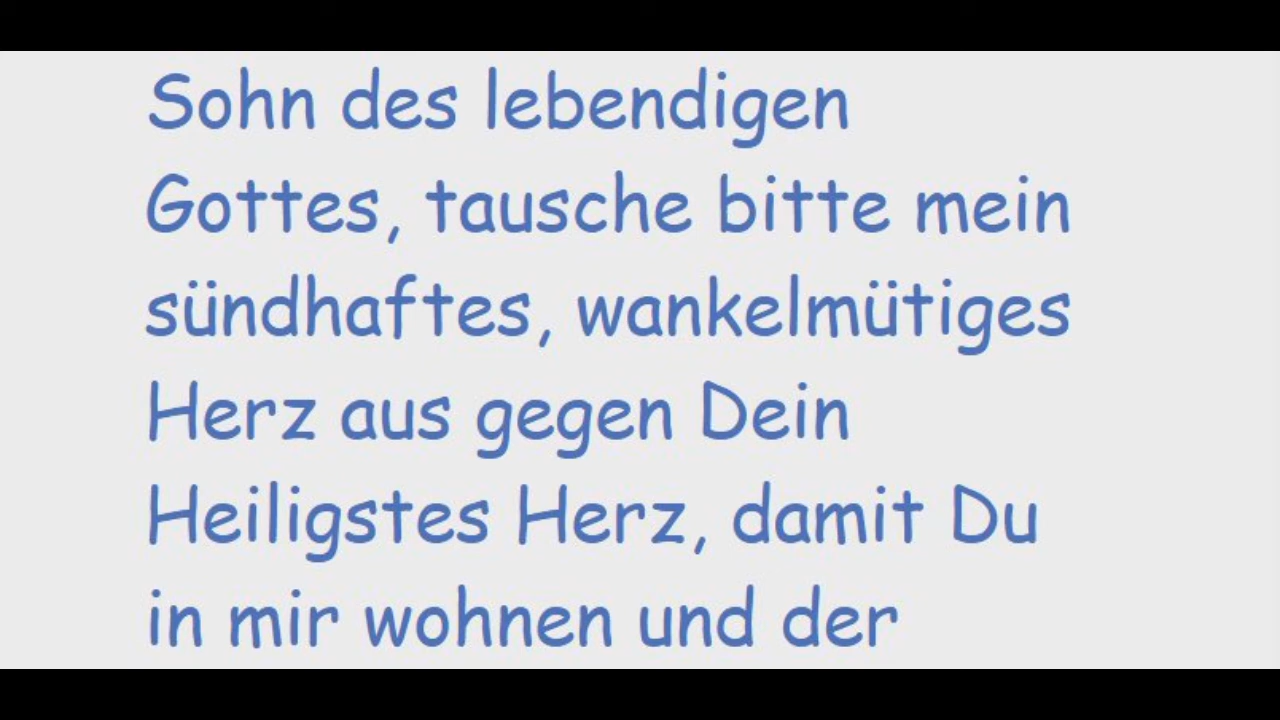 Sohn des lebendigen
Gottes, tausche bitte mein
sündhaftes, wankelmütiges
Herz aus gegen Dein
Heiligstes Herz, damit Du
in mir wohnen und der